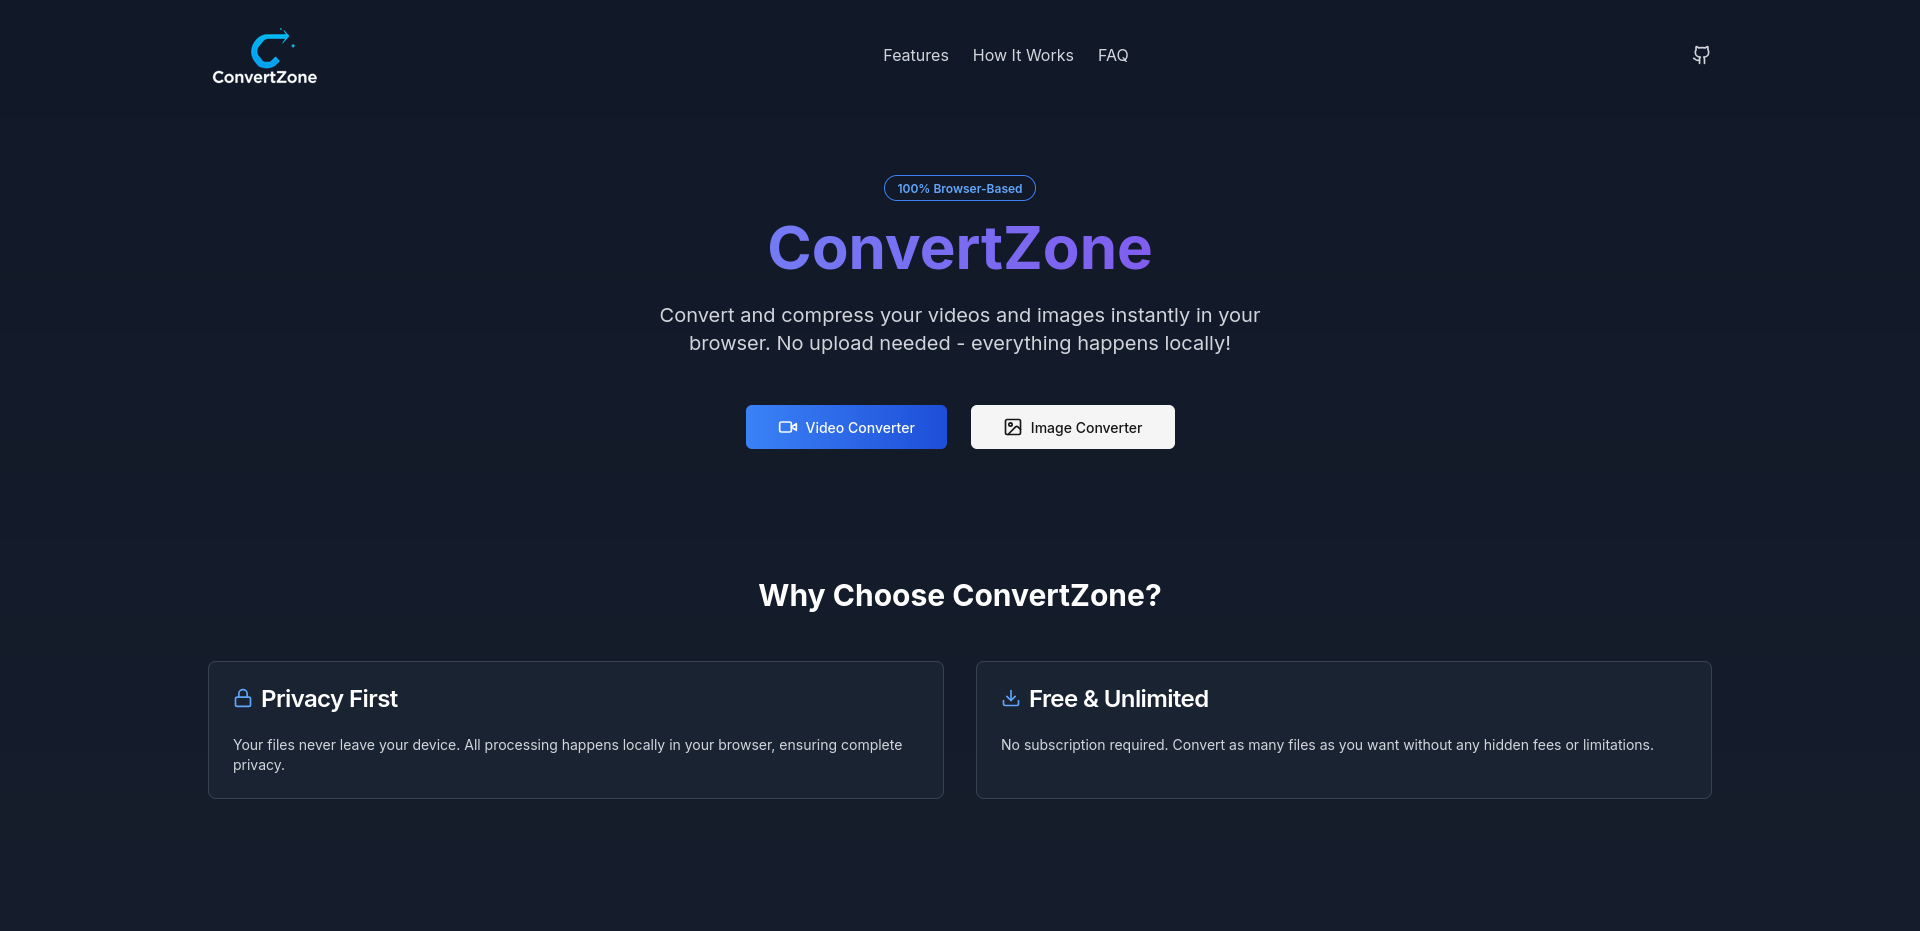 ConvertZone
Features
How It Works
FAQ
100% Browser-Based
ConvertZone
Convert and compress your videos and images instantly in your
browser. No upload needed - everything happens locally!
Video Converter
Image Converter
Why Choose ConvertZone?
Privacy First
Your files never leave your device. All processing happens locally in your browser, ensuring complete
privacy.
Free & Unlimited
No subscription required. Convert as many files as you want without any hidden fees or limitations.